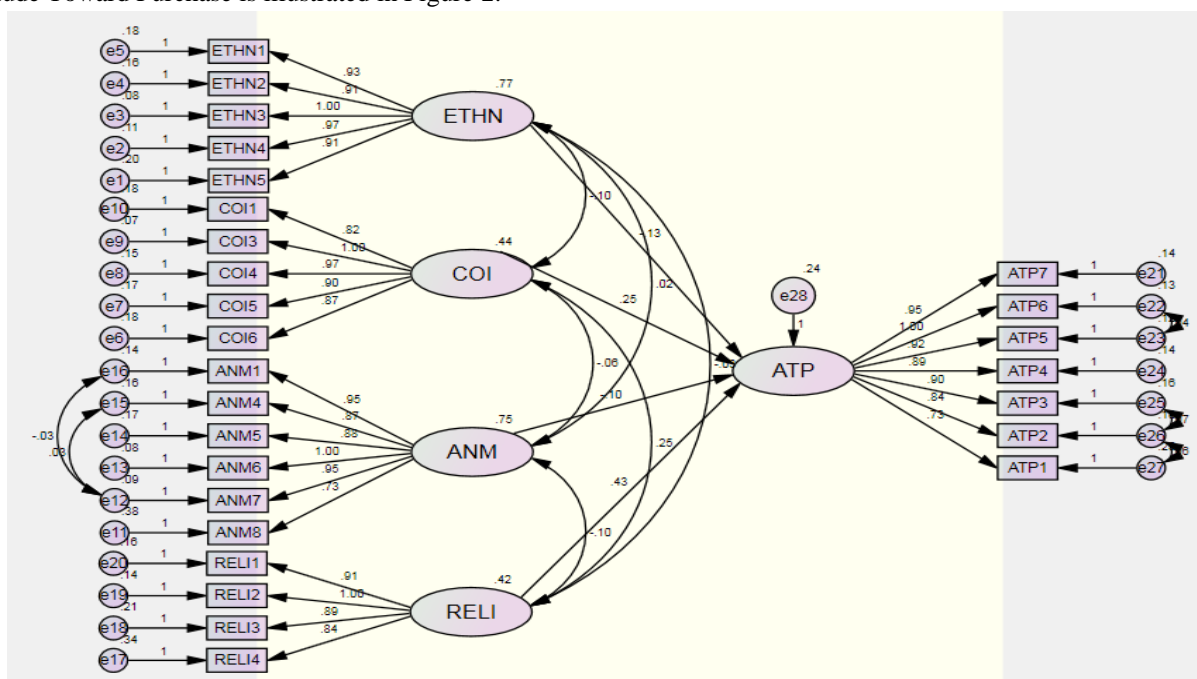 ude Toward Purchase is illustrated in Figure 2.
.18
e5 1 ETHN1
.16
e4 1 ETHN2
.08
e3 1 ETHN3
.11
e2 1 ETHN4
.20
e1 1 ETHN5
.18
e10 1 COI1
.07
e9 1 COI3
.15
e8 1 COI4
.17
e7 1 COI5
.18
e6 1 COI6
.14
e16 1 ANM1
.16
e15 1 ANM4
.17
e14 1 ANM5
.08
e13 1 ANM6
.09
e12 1 ANM7
.38
e11 1 ANM8
.16
e20 1 RELI1
.14
e19 1 RELI2
.21
e18 1 RELI3
.34
e17 1 RELI4
-.03
.03
.93
.91
1.00
.97
.91
.82
1.00
.97
.90
.87
.95
.87
.88
1.00
.95
.73
.91
1.00
.89
.84
.77
ETHN
.44
COI
.75
ANM
.42
RELI
-.10
-.13
.02
.25
-.06
-.10
.25
.43
-.10
.24
e28
1
ATP
.95
1.00
.92
.89
.90
.84
.73
.14
ATP7 1 e21
.13
ATP6 1 e22
ATP5 1 e23
.14
ATP4 1 e24
.16
ATP3 1 e25
ATP2 1 e26
ATP1 1 e27